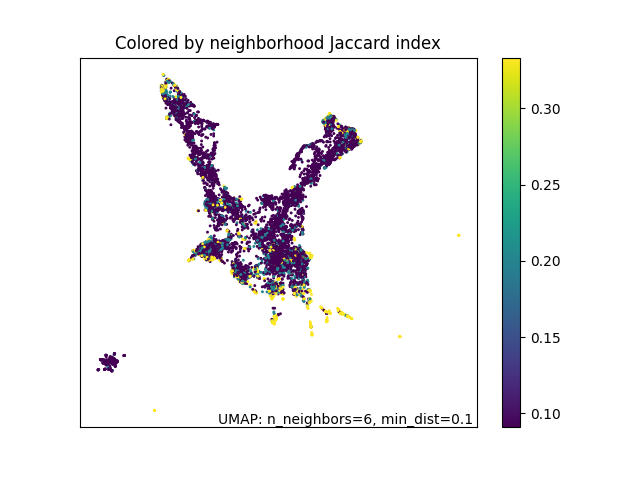 Colored by neighborhood Jaccard index
0.30
0.25
0.20
0.15
0.10
UMAP: n_neighbors=6, min_dist=0.1